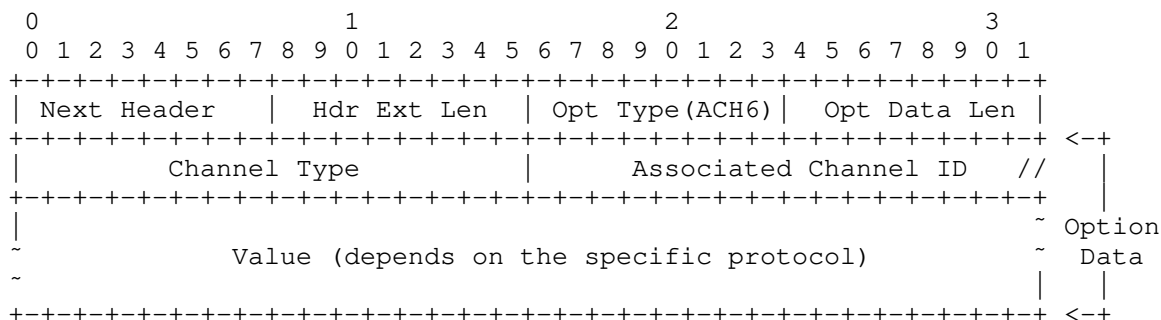 0                   1                   2                   3
 0 1 2 3 4 5 6 7 8 9 0 1 2 3 4 5 6 7 8 9 0 1 2 3 4 5 6 7 8 9 0 1
+-+-+-+-+-+-+-+-+-+-+-+-+-+-+-+-+-+-+-+-+-+-+-+-+-+-+-+-+-+-+-+-+
| Next Header   |  Hdr Ext Len  | Opt Type(ACH6)|  Opt Data Len |
+-+-+-+-+-+-+-+-+-+-+-+-+-+-+-+-+-+-+-+-+-+-+-+-+-+-+-+-+-+-+-+-+ <-+
|         Channel Type          |      Associated Channel ID   //   |
+-+-+-+-+-+-+-+-+-+-+-+-+-+-+-+-+-+-+-+-+-+-+-+-+-+-+-+-+-+-+-+-+   |
|                                                               ~ Option
~             Value (depends on the specific protocol)          ~  Data
~                                                               |   |
+-+-+-+-+-+-+-+-+-+-+-+-+-+-+-+-+-+-+-+-+-+-+-+-+-+-+-+-+-+-+-+-+ <-+